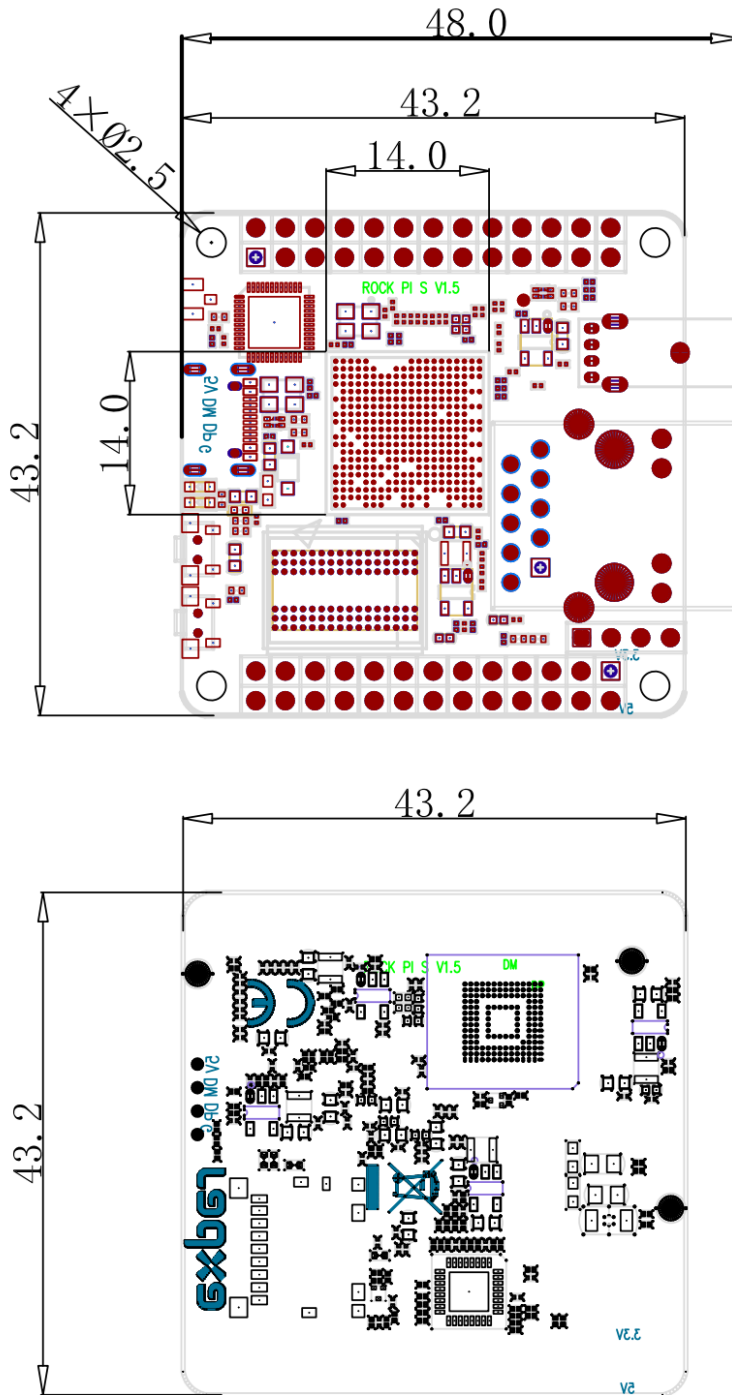 48.0
43.2
4×Ø2.5
14.0
ROCK PI S V1.5
5V DM DP G
14.0
43.2
3.3V
5V
43.2
ROCK PI S V1.5
DM
CE
5V DM DP G
43.2
radxa
3.3V
5V